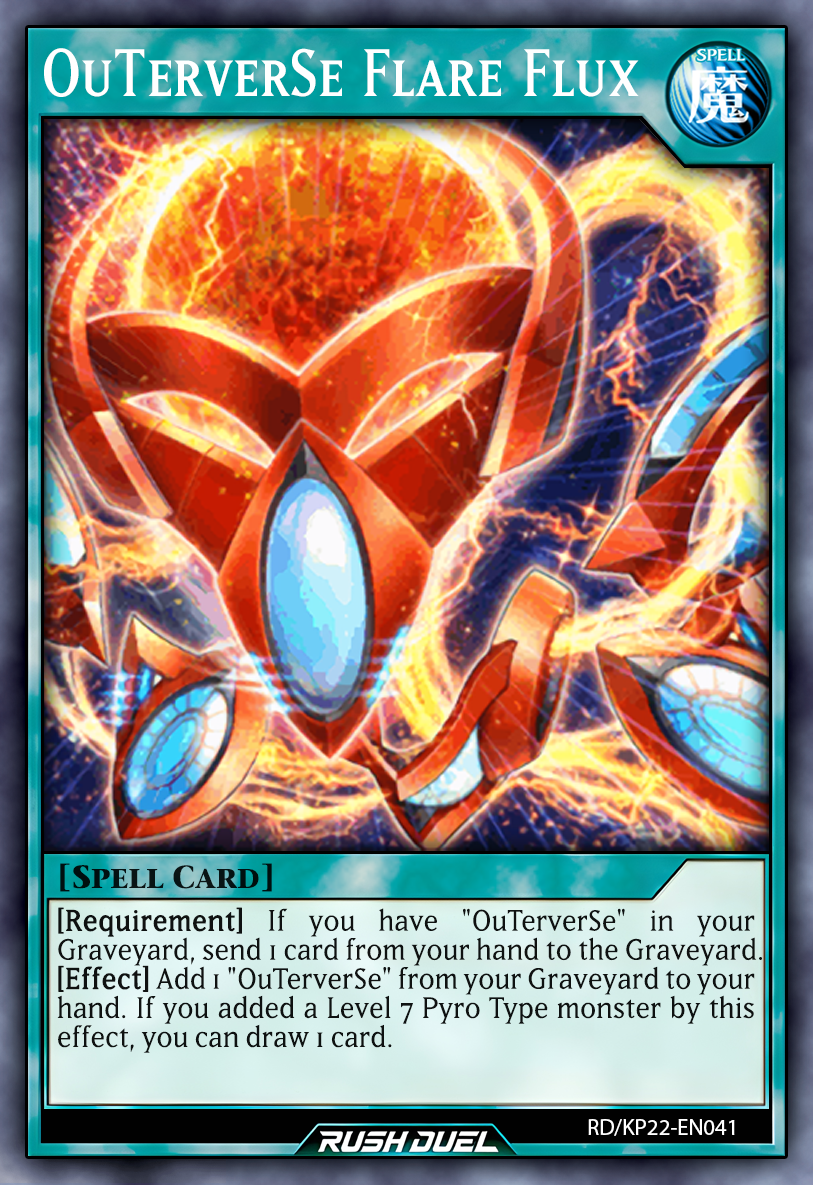 OuTerverSe Flare Flux
SPELL
魔
[Spell Card]
[Requirement] If you have "OuTerverSe" in your
Graveyard, send 1 card from your hand to the Graveyard.
[Effect] Add 1 "OuTerverSe" from your Graveyard to your
hand. If you added a Level 7 Pyro Type monster by this
effect, you can draw 1 card.
RD/KP22-EN041
RUSH DUEL